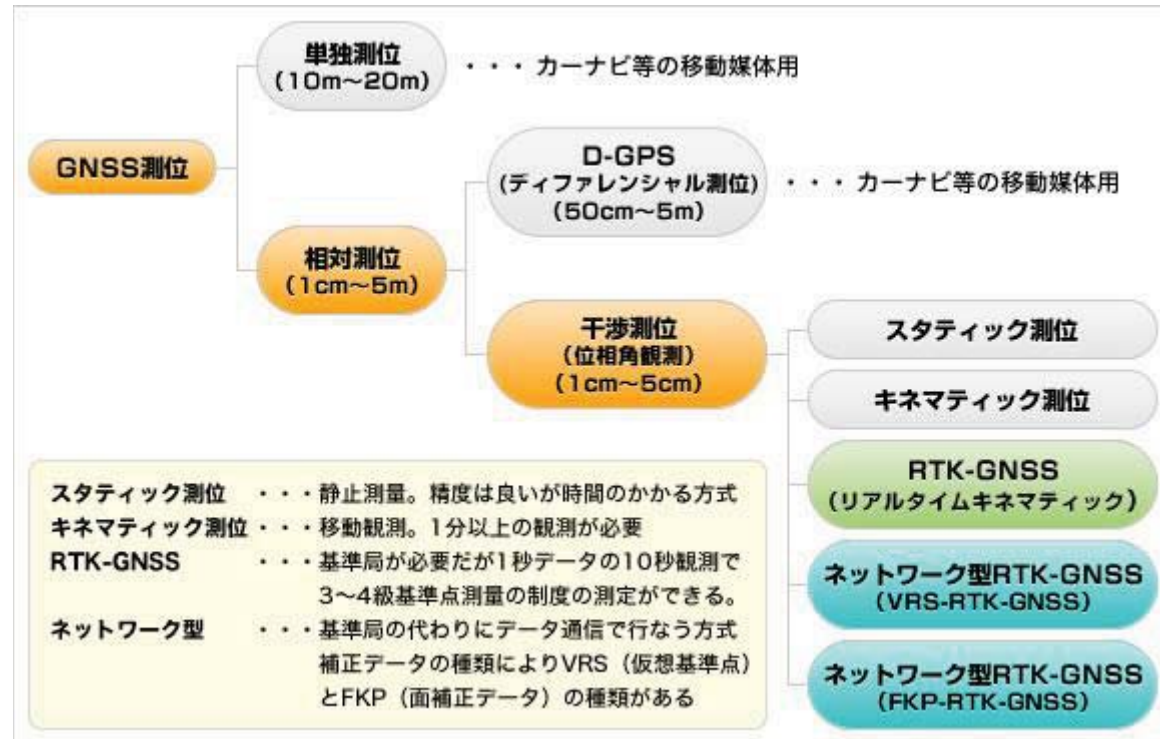 単独測位
(10m～20m)
・・・ カーナビ等の移動媒体用
GNSS測位
D-GPS
(ディファレンシャル測位)
(50cm～5m)
・・・ カーナビ等の移動媒体用
相対測位
(1cm～5m)
干渉測位
(位相角観測)
(1cm～5cm)
スタティック測位
キネマティック測位
RTK-GNSS
(リアルタイムキネマティック)
ネットワーク型RTK-GNSS
(VRS-RTK-GNSS)
ネットワーク型RTK-GNSS
(FKP-RTK-GNSS)
スタティック測位 ・・・静止測量。精度は良いが時間のかかる方式
キネマティック測位・・・移動観測。1分以上の観測が必要
RTK-GNSS ・・・基準局が必要だが1秒データの10秒観測で
3～4級基準点測量の制度の測定ができる。
ネットワーク型 ・・・基準局の代わりにデータ通信で行なう方式
補正データの種類によりVRS（仮想基準点）
とFKP（面補正データ）の種類がある